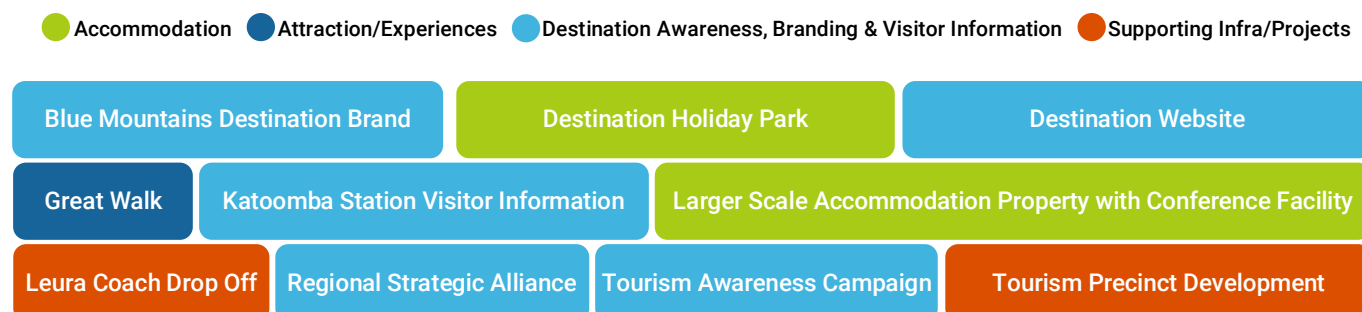 Accommodation Attraction/Experiences Destination Awareness, Branding & Visitor Information Supporting Infra/Projects
Blue Mountains Destination Brand Destination Holiday Park Destination Website
Great Walk Katoomba Station Visitor Information Larger Scale Accommodation Property with Conference Facility
Leura Coach Drop Off Regional Strategic Alliance Tourism Awareness Campaign Tourism Precinct Development